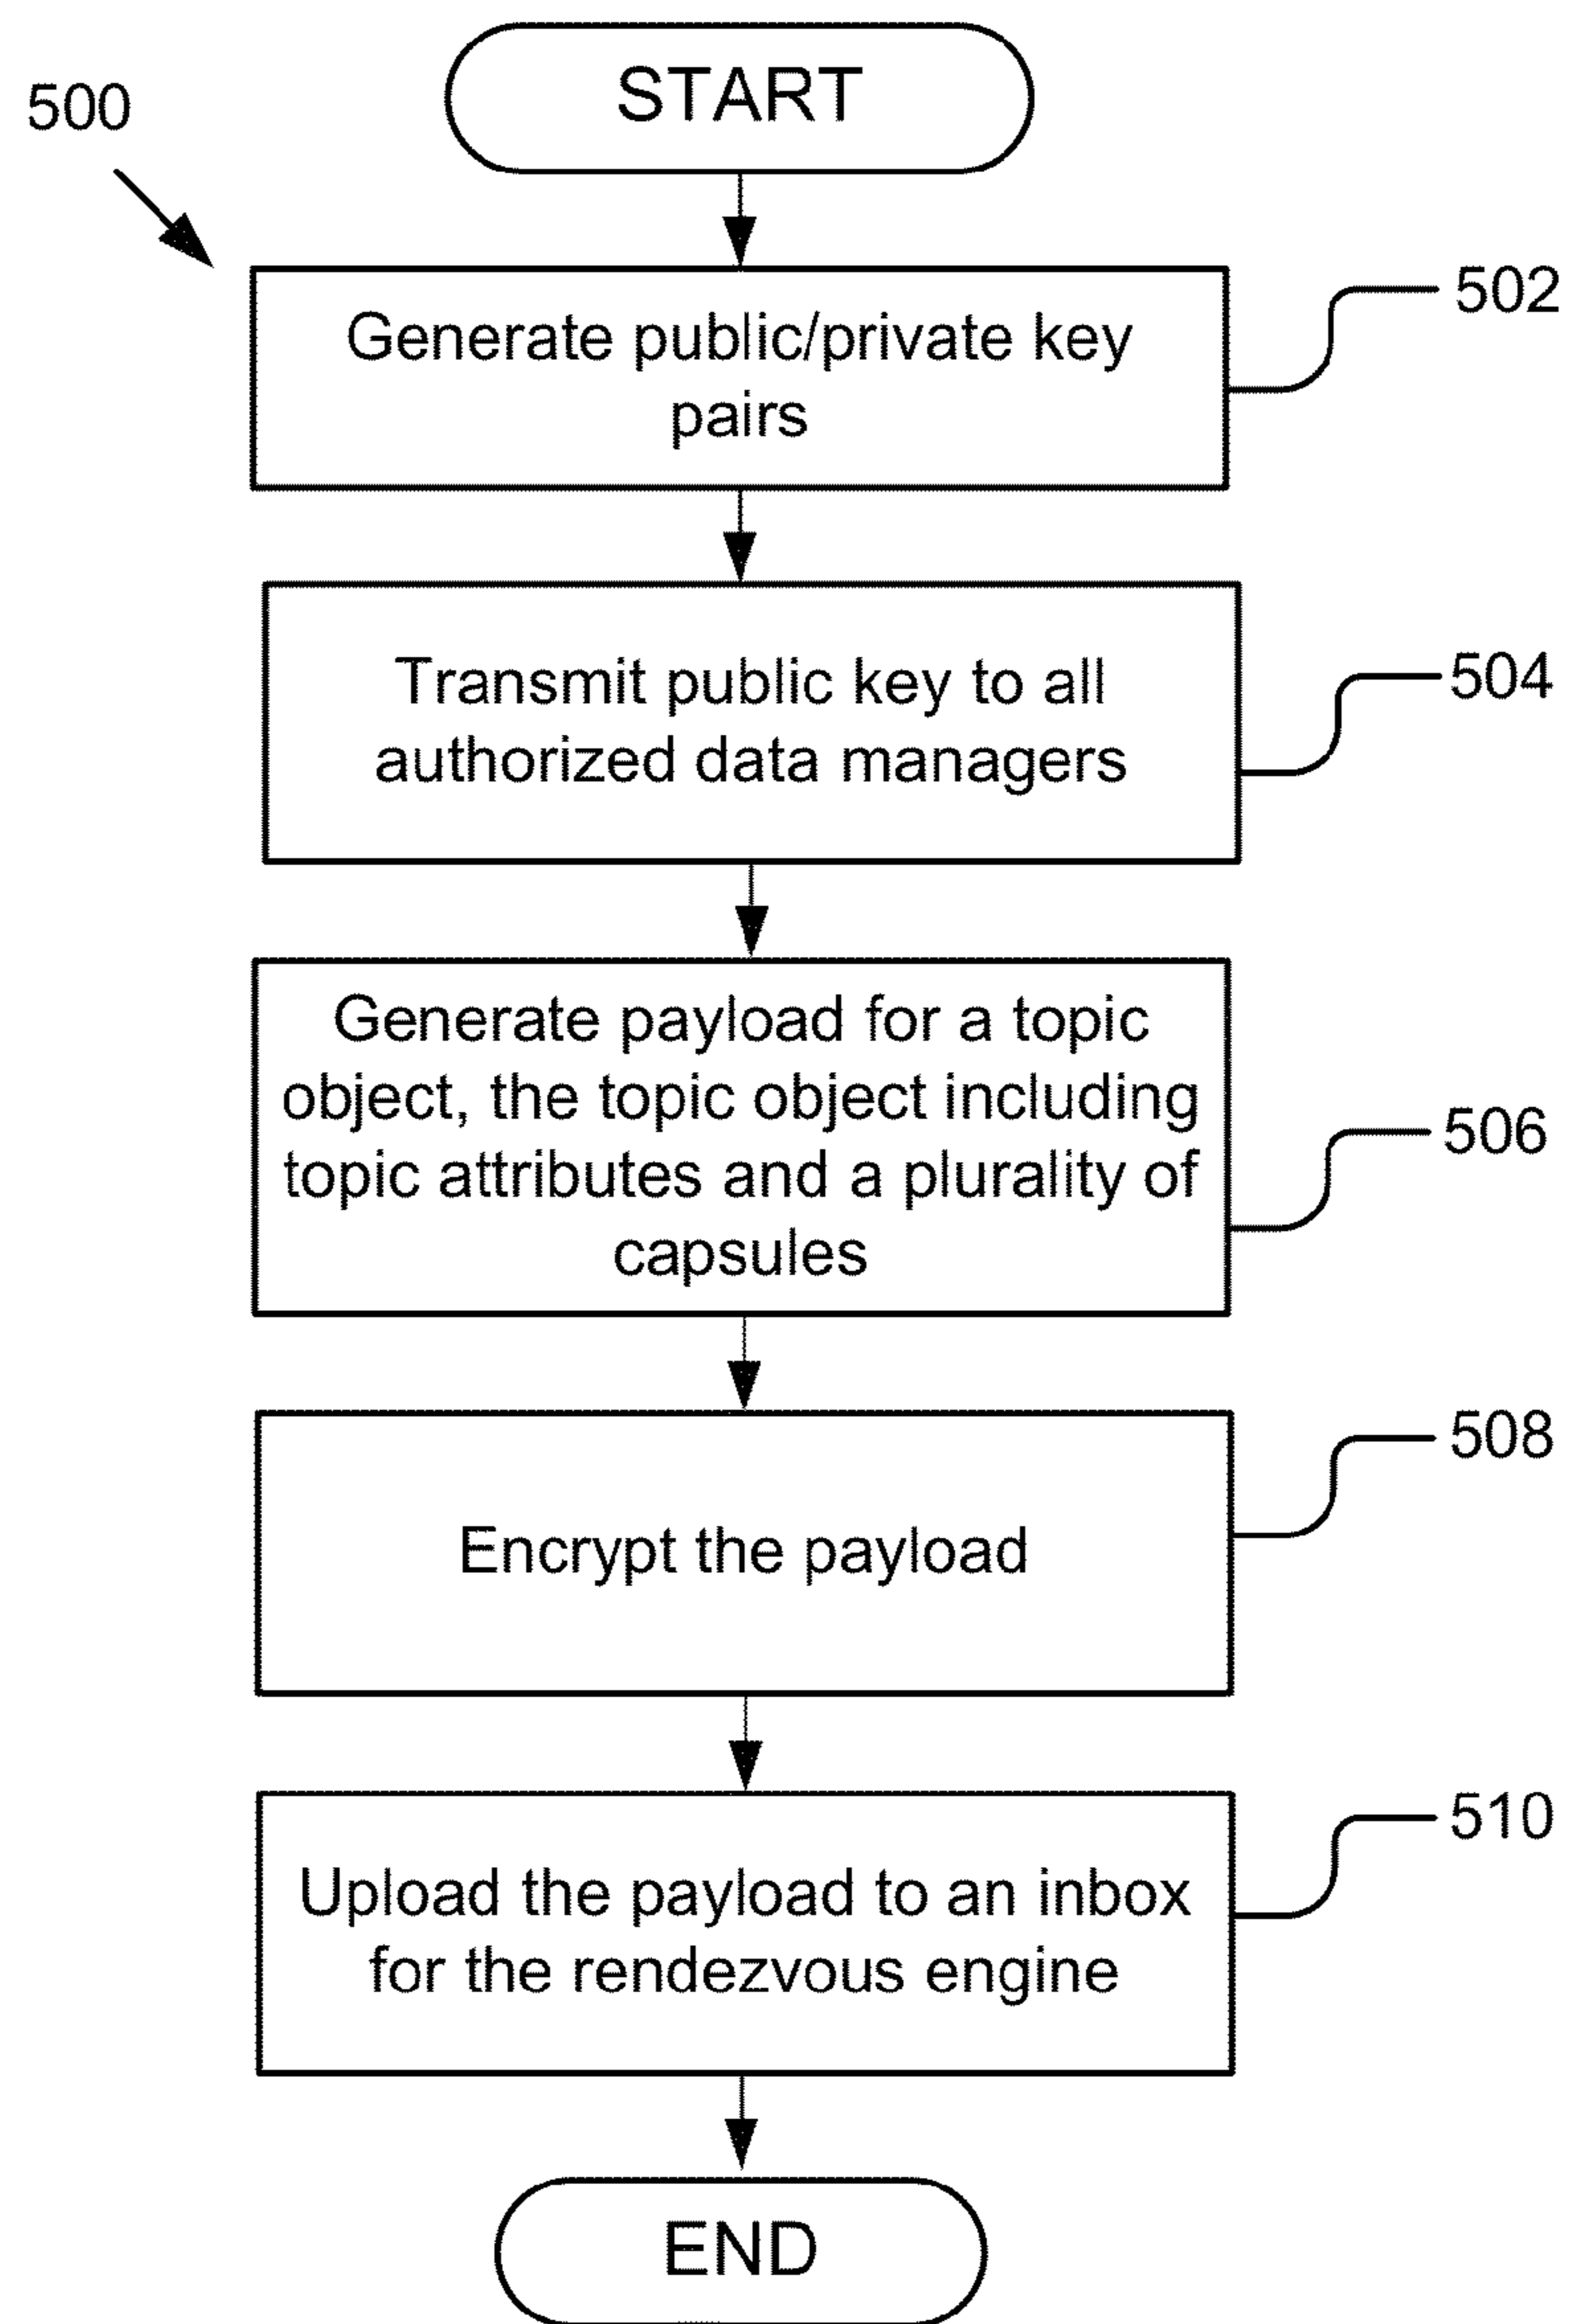 START
500
Generate public/private key
pairs
502
Transmit public key to all
authorized data managers
504
Generate payload for a topic
object, the topic object including
topic attributes and a plurality of
capsules
506
Encrypt the payload
508
Upload the payload to an inbox
for the rendezvous engine
510
END